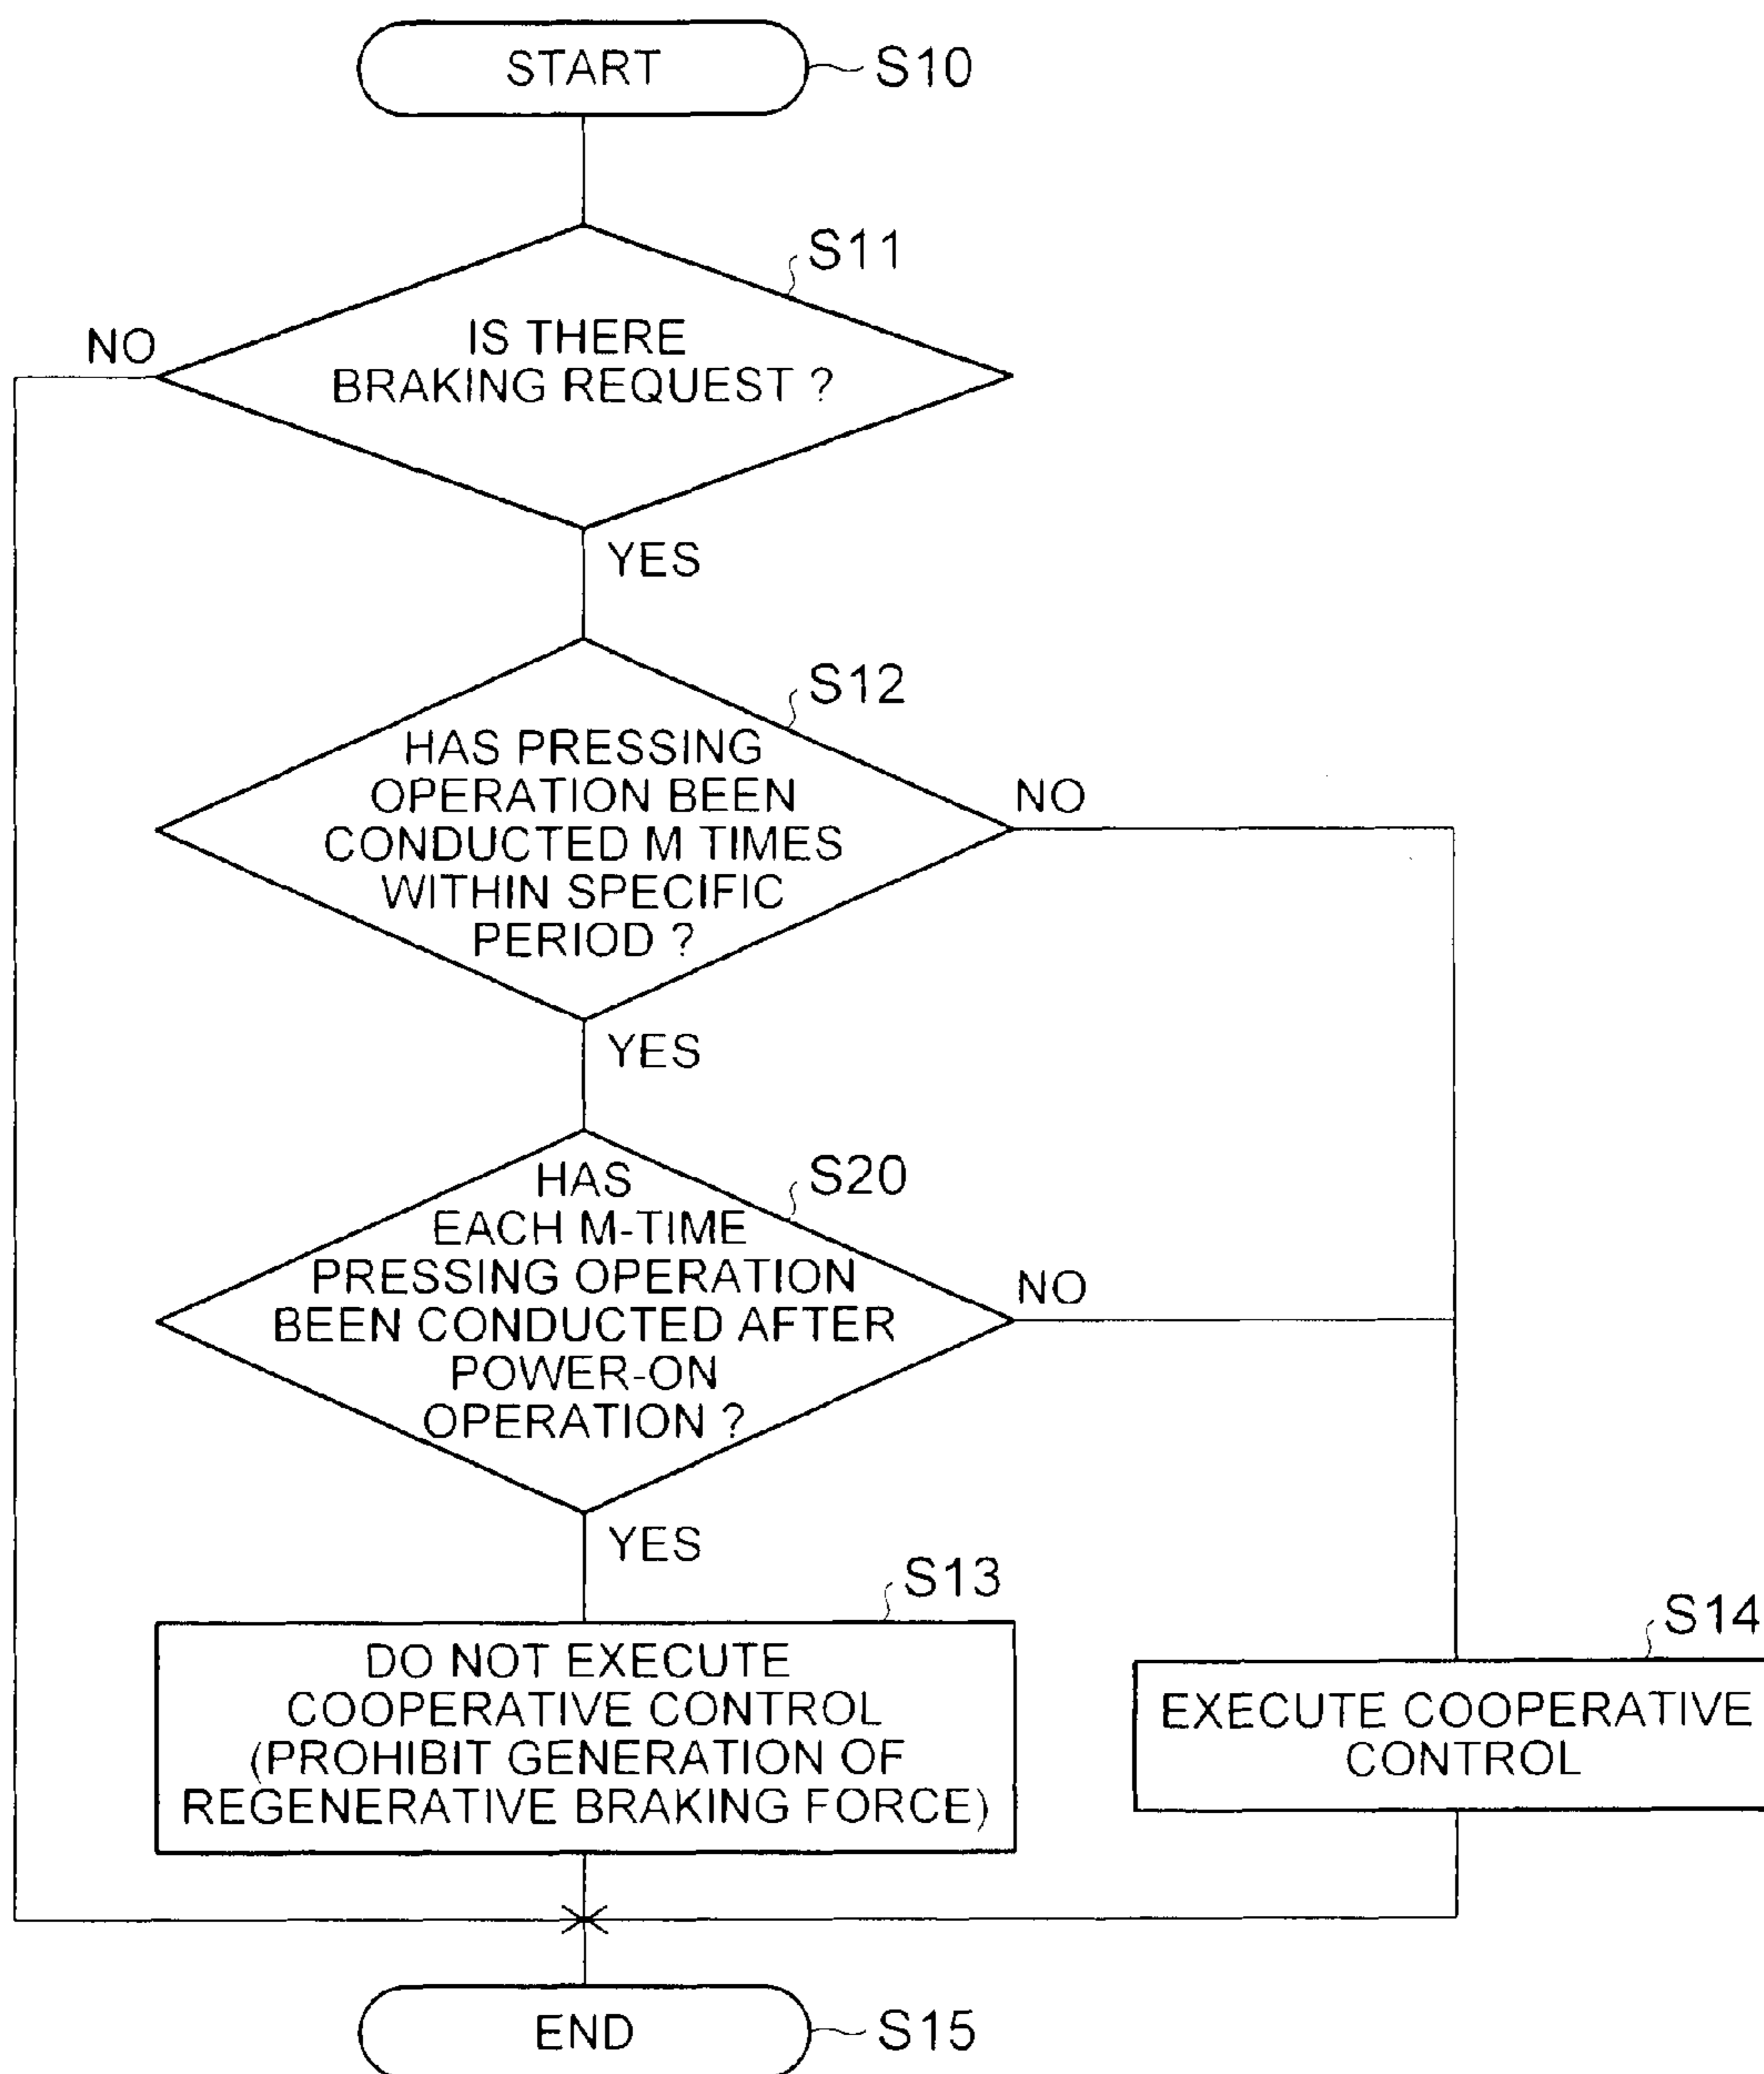 START
S10
S11
IS THERE
BRAKING REQUEST ?
NO
YES
S12
HAS PRESSING
OPERATION BEEN
CONDUCTED M TIMES
WITHIN SPECIFIC
PERIOD ?
NO
YES
S20
HAS
EACH M-TIME
PRESSING OPERATION
BEEN CONDUCTED AFTER
POWER-ON
OPERATION ?
NO
YES
S13
DO NOT EXECUTE
COOPERATIVE CONTROL
(PROHIBIT GENERATION OF
REGENERATIVE BRAKING FORCE)
S14
EXECUTE COOPERATIVE
CONTROL
END
S15